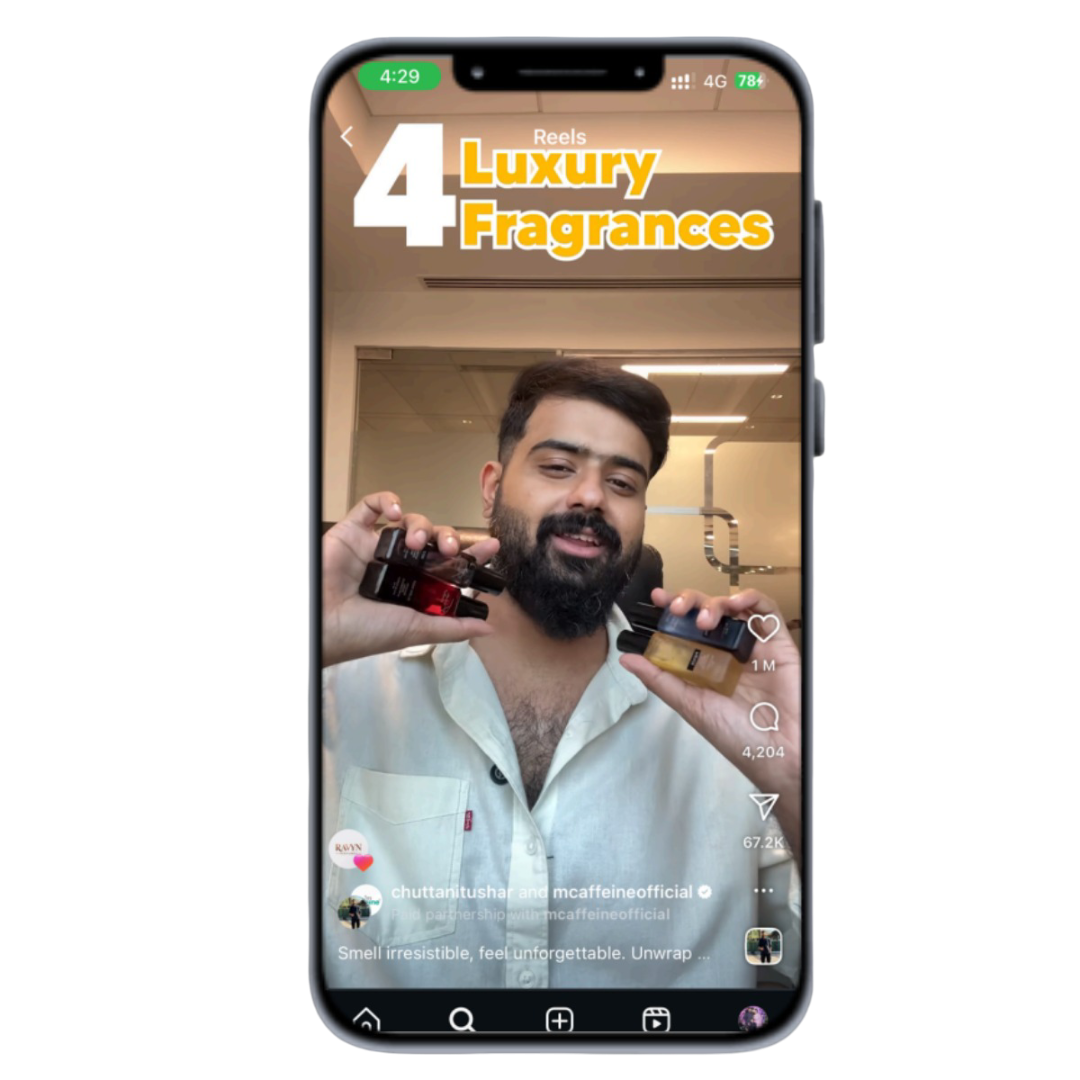 4:29
4G
78
Reels
4 Luxury
Fragrances
1 M
4,204
67.2K
RAVYN
chuttanitushar and mcaffeineofficial
Paid partnership with mcaffeineofficial
Smell irresistible, feel unforgettable. Unwrap ...